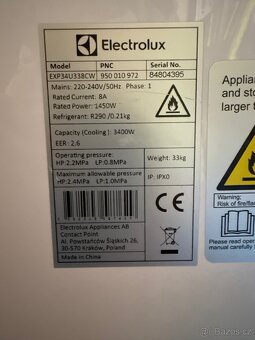 Electrolux
Model PNC Serial No.
EXP34U338CW 950 010 972 84804395
Mains: 220-240V/50Hz Phase: 1
Rated Current: 8A
Rated Power: 1450W
Refrigerant: R290 /0.21kg
Capacity (Cooling): 3400W
EER: 2.6
Operating pressure:
HP:2.2MPa LP:0.8MPa
Weight: 33kg
Maximum allowable pressure
HP:2.4MPa LP:1.0MPa
IP: IPX0
Electrolux Appliances AB
Contact Point
Al. Powstańców Śląskich 26,
30-570 Kraków, Poland
Made in China
CE
Applian
and sto
larger t
Risk of fire/flam
Please read oper
manual carefully
sbazos.cz